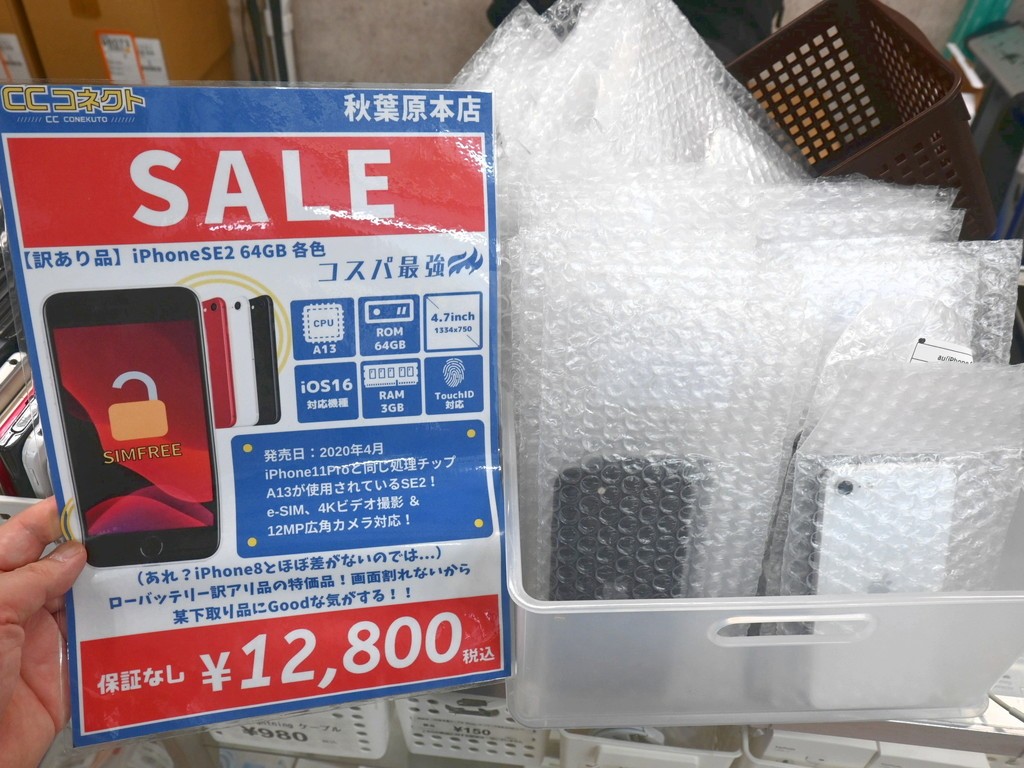 CCコネクト
/////// CC CONEKUTO ///////
秋葉原本店
SALE
【訳あり品】iPhoneSE2 64GB 各色
コスパ最強
CPU
A13
ROM
64GB
4.7inch
1334x750
iOS16
対応機種
RAM
3GB
TouchID
対応
SIMFREE
発売日：2020年4月
iPhone11Proと同じ処理チップ
A13が使用されているSE2！
e-SIM、4Kビデオ撮影 ＆
12MP広角カメラ対応！
（あれ？iPhone8とほぼ差がないのでは…）
ローバッテリー訳アリ品の特価品！画面割れないから
某下取り品にGoodな気がする！！
保証なし ¥12,800 税込
au/iPhone
ケーブル
¥980
¥150